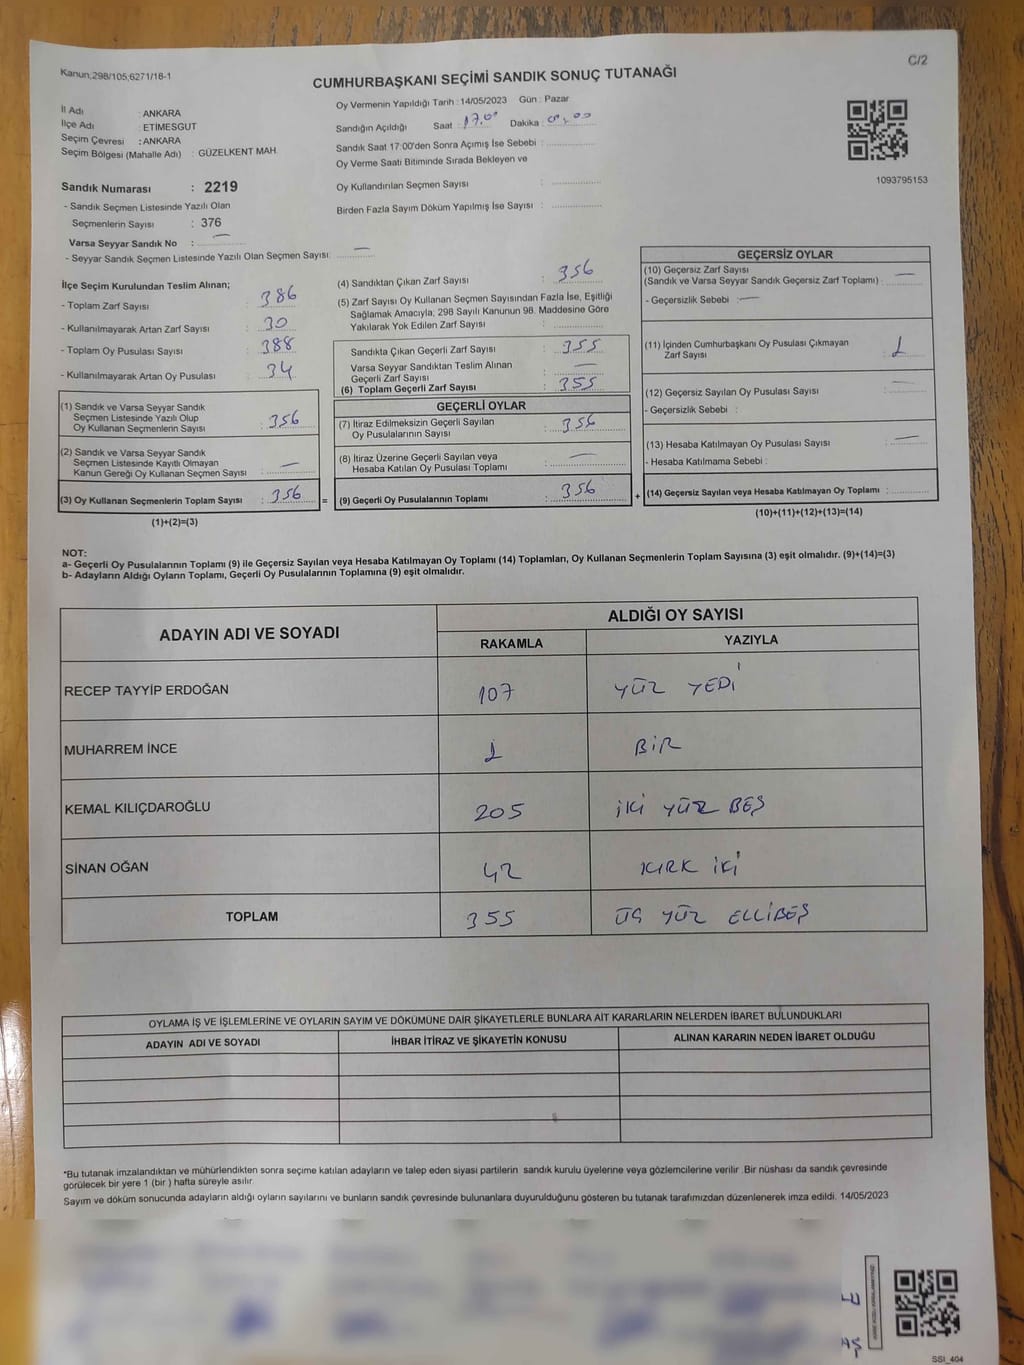 Kanun,298/105;6271/18-1
C/2
CUMHURBAŞKANI SEÇİMİ SANDIK SONUÇ TUTANAĞI
İl Adı : ANKARA
İlçe Adı : ETİMESGUT
Seçim Çevresi : ANKARA
Seçim Bölgesi (Mahalle Adı) : GÜZELKENT MAH.
Sandık Numarası : 2219
- Sandık Seçmen Listesinde Yazılı Olan
Seçmenlerin Sayısı : 376
Varsa Seyyar Sandık No : —
- Seyyar Sandık Seçmen Listesinde Yazılı Olan Seçmen Sayısı: —
Oy Vermenin Yapıldığı Tarih : 14/05/2023 Gün : Pazar
Sandığın Açıldığı Saat : 17.00 Dakika :
Sandık Saat 17:00'den Sonra Açımış İse Sebebi :
Oy Verme Saati Bitiminde Sırada Bekleyen ve
Oy Kullandırılan Seçmen Sayısı :
Birden Fazla Sayım Döküm Yapılmış İse Sayısı :
1093795153
İlçe Seçim Kurulundan Teslim Alınan;
- Toplam Zarf Sayısı : 386
- Kullanılmayarak Artan Zarf Sayısı : 30
- Toplam Oy Pusulası Sayısı : 388
- Kullanılmayarak Artan Oy Pusulası : 34
(1) Sandık ve Varsa Seyyar Sandık
Seçmen Listesinde Yazılı Olup
Oy Kullanan Seçmenlerin Sayısı : 356
(2) Sandık ve Varsa Seyyar Sandık
Seçmen Listesinde Kayıtlı Olmayan
Kanun Gereği Oy Kullanan Seçmen Sayısı : —
(3) Oy Kullanan Seçmenlerin Toplam Sayısı : 356 =
(1)+(2)=(3)
(4) Sandıktan Çıkan Zarf Sayısı : 356
(5) Zarf Sayısı Oy Kullanan Seçmen Sayısından Fazla İse, Eşitliği
Sağlamak Amacıyla, 298 Sayılı Kanunun 98. Maddesine Göre
Yakılarak Yok Edilen Zarf Sayısı :
Sandıkta Çıkan Geçerli Zarf Sayısı : 355
Varsa Seyyar Sandıktan Teslim Alınan
Geçerli Zarf Sayısı : —
(6) Toplam Geçerli Zarf Sayısı : 355
GEÇERLİ OYLAR
(7) İtiraz Edilmeksizin Geçerli Sayılan
Oy Pusulalarının Sayısı : 356
(8) İtiraz Üzerine Geçerli Sayılan veya
Hesaba Katılan Oy Pusulası Toplamı : —
(9) Geçerli Oy Pusulalarının Toplamı : 356 +
GEÇERSİZ OYLAR
(10) Geçersiz Zarf Sayısı
(Sandık ve Varsa Seyyar Sandık Geçersiz Zarf Toplamı) : —
- Geçersizlik Sebebi : —
(11) İçinden Cumhurbaşkanı Oy Pusulası Çıkmayan
Zarf Sayısı : 1
(12) Geçersiz Sayılan Oy Pusulası Sayısı : —
- Geçersizlik Sebebi :
(13) Hesaba Katılmayan Oy Pusulası Sayısı : —
- Hesaba Katılmama Sebebi :
(14) Geçersiz Sayılan veya Hesaba Katılmayan Oy Toplamı :
(10)+(11)+(12)+(13)=(14)
NOT:
a- Geçerli Oy Pusulalarının Toplamı (9) ile Geçersiz Sayılan veya Hesaba Katılmayan Oy Toplamı (14) Toplamları, Oy Kullanan Seçmenlerin Toplam Sayısına (3) eşit olmalıdır. (9)+(14)=(3)
b- Adayların Aldığı Oyların Toplamı, Geçerli Oy Pusulalarının Toplamına (9) eşit olmalıdır.
ADAYIN ADI VE SOYADI
ALDIĞI OY SAYISI
RAKAMLA YAZIYLA
RECEP TAYYİP ERDOĞAN 107 YÜZ YEDİ
MUHARREM İNCE 1 BİR
KEMAL KILIÇDAROĞLU 205 İKİ YÜZ BEŞ
SİNAN OĞAN 42 KIRK İKİ
TOPLAM 355 ÜÇ YÜZ ELLİBEŞ
OYLAMA İŞ VE İŞLEMLERİNE VE OYLARIN SAYIM VE DÖKÜMÜNE DAİR ŞİKAYETLERLE BUNLARA AİT KARARLARIN NELERDEN İBARET BULUNDUKLARI
ADAYIN ADI VE SOYADI İHBAR İTİRAZ VE ŞİKAYETİN KONUSU ALINAN KARARIN NEDEN İBARET OLDUĞU
*Bu tutanak imzalandıktan ve mühürlendikten sonra seçime katılan adayların ve talep eden siyasi partilerin sandık kurulu üyelerine veya gözlemcilerine verilir .Bir nüshası da sandık çevresinde
görülecek bir yere 1 (bir ) hafta süreyle asılır.
Sayım ve döküm sonucunda adayların aldığı oyların sayılarını ve bunların sandık çevresinde bulunanlara duyurulduğunu gösteren bu tutanak tarafımızdan düzenlenerek imza edildi. 14/05/2023
SSI_404